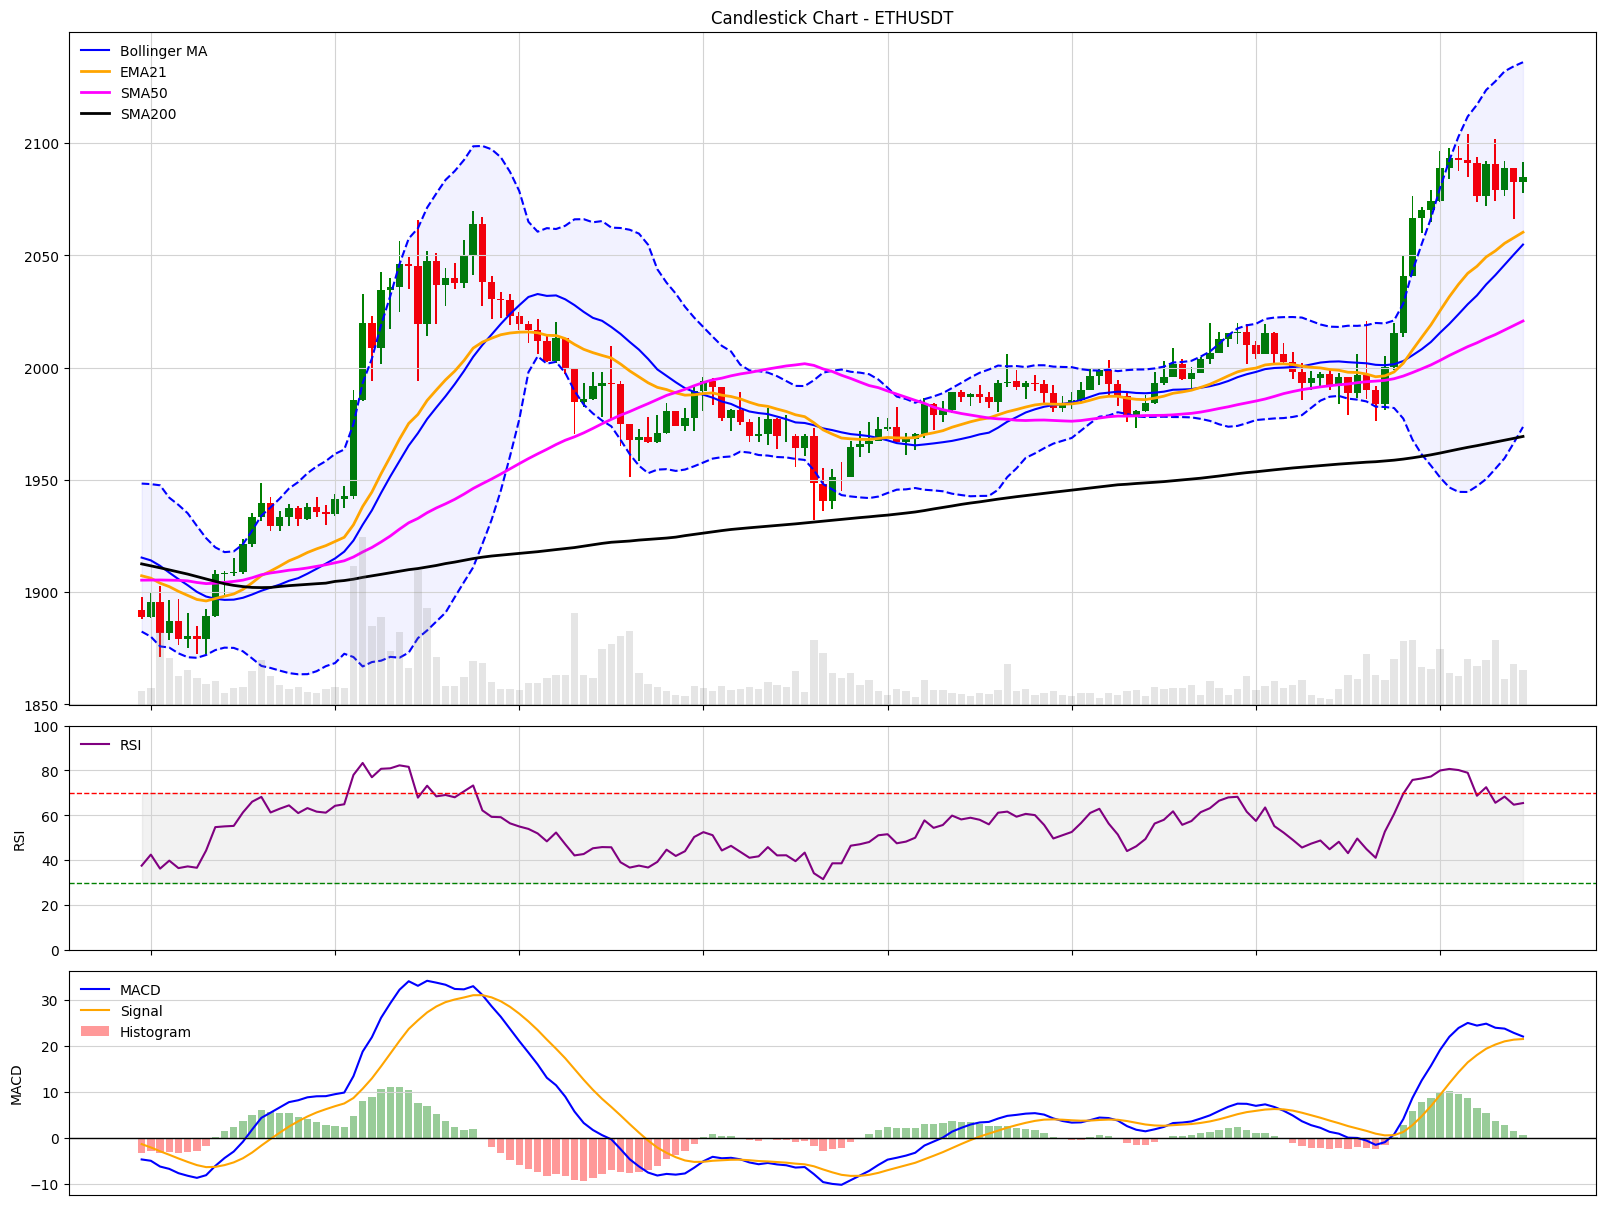 Candlestick Chart - ETHUSDT
Bollinger MA
EMA21
SMA50
SMA200
2100
2050
2000
1950
1900
1850
RSI
RSI
100
80
60
40
20
0
MACD
MACD
Signal
Histogram
30
20
10
0
−10